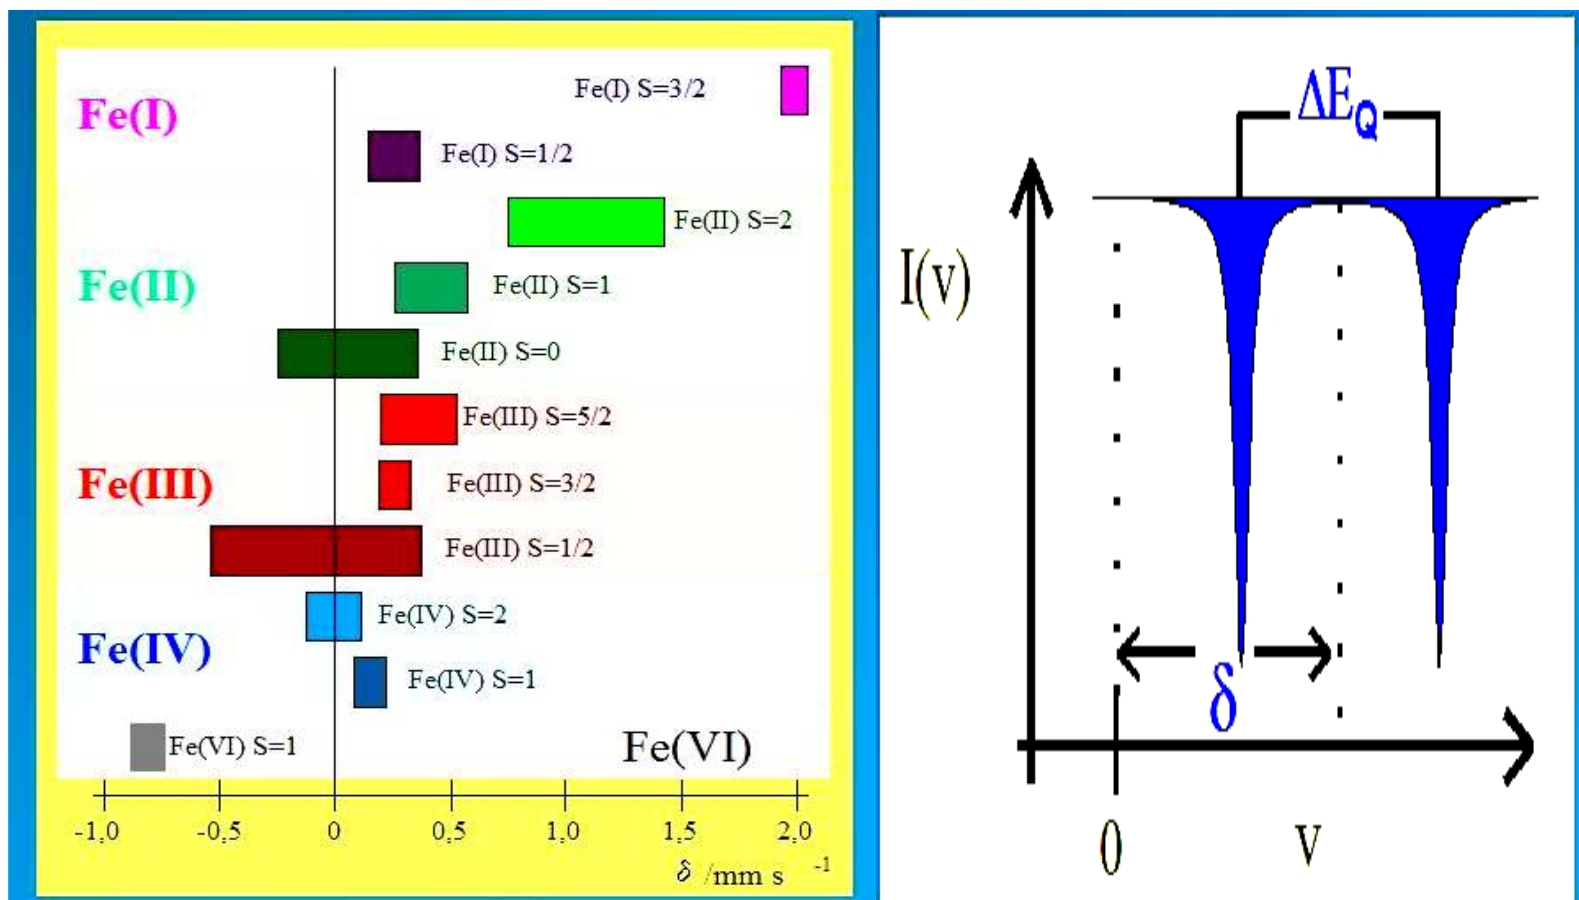 Fe(I)
Fe(I) S=3/2
Fe(I) S=1/2
Fe(II) S=2
Fe(II)
Fe(II) S=1
Fe(II) S=0
Fe(III) S=5/2
Fe(III)
Fe(III) S=3/2
Fe(III) S=1/2
Fe(IV) S=2
Fe(IV)
Fe(IV) S=1
Fe(VI) S=1
Fe(VI)
-1,0 -0,5 0 0,5 1,0 1,5 2,0
δ /mm s -1
ΔEQ
I(v)
δ
0 v